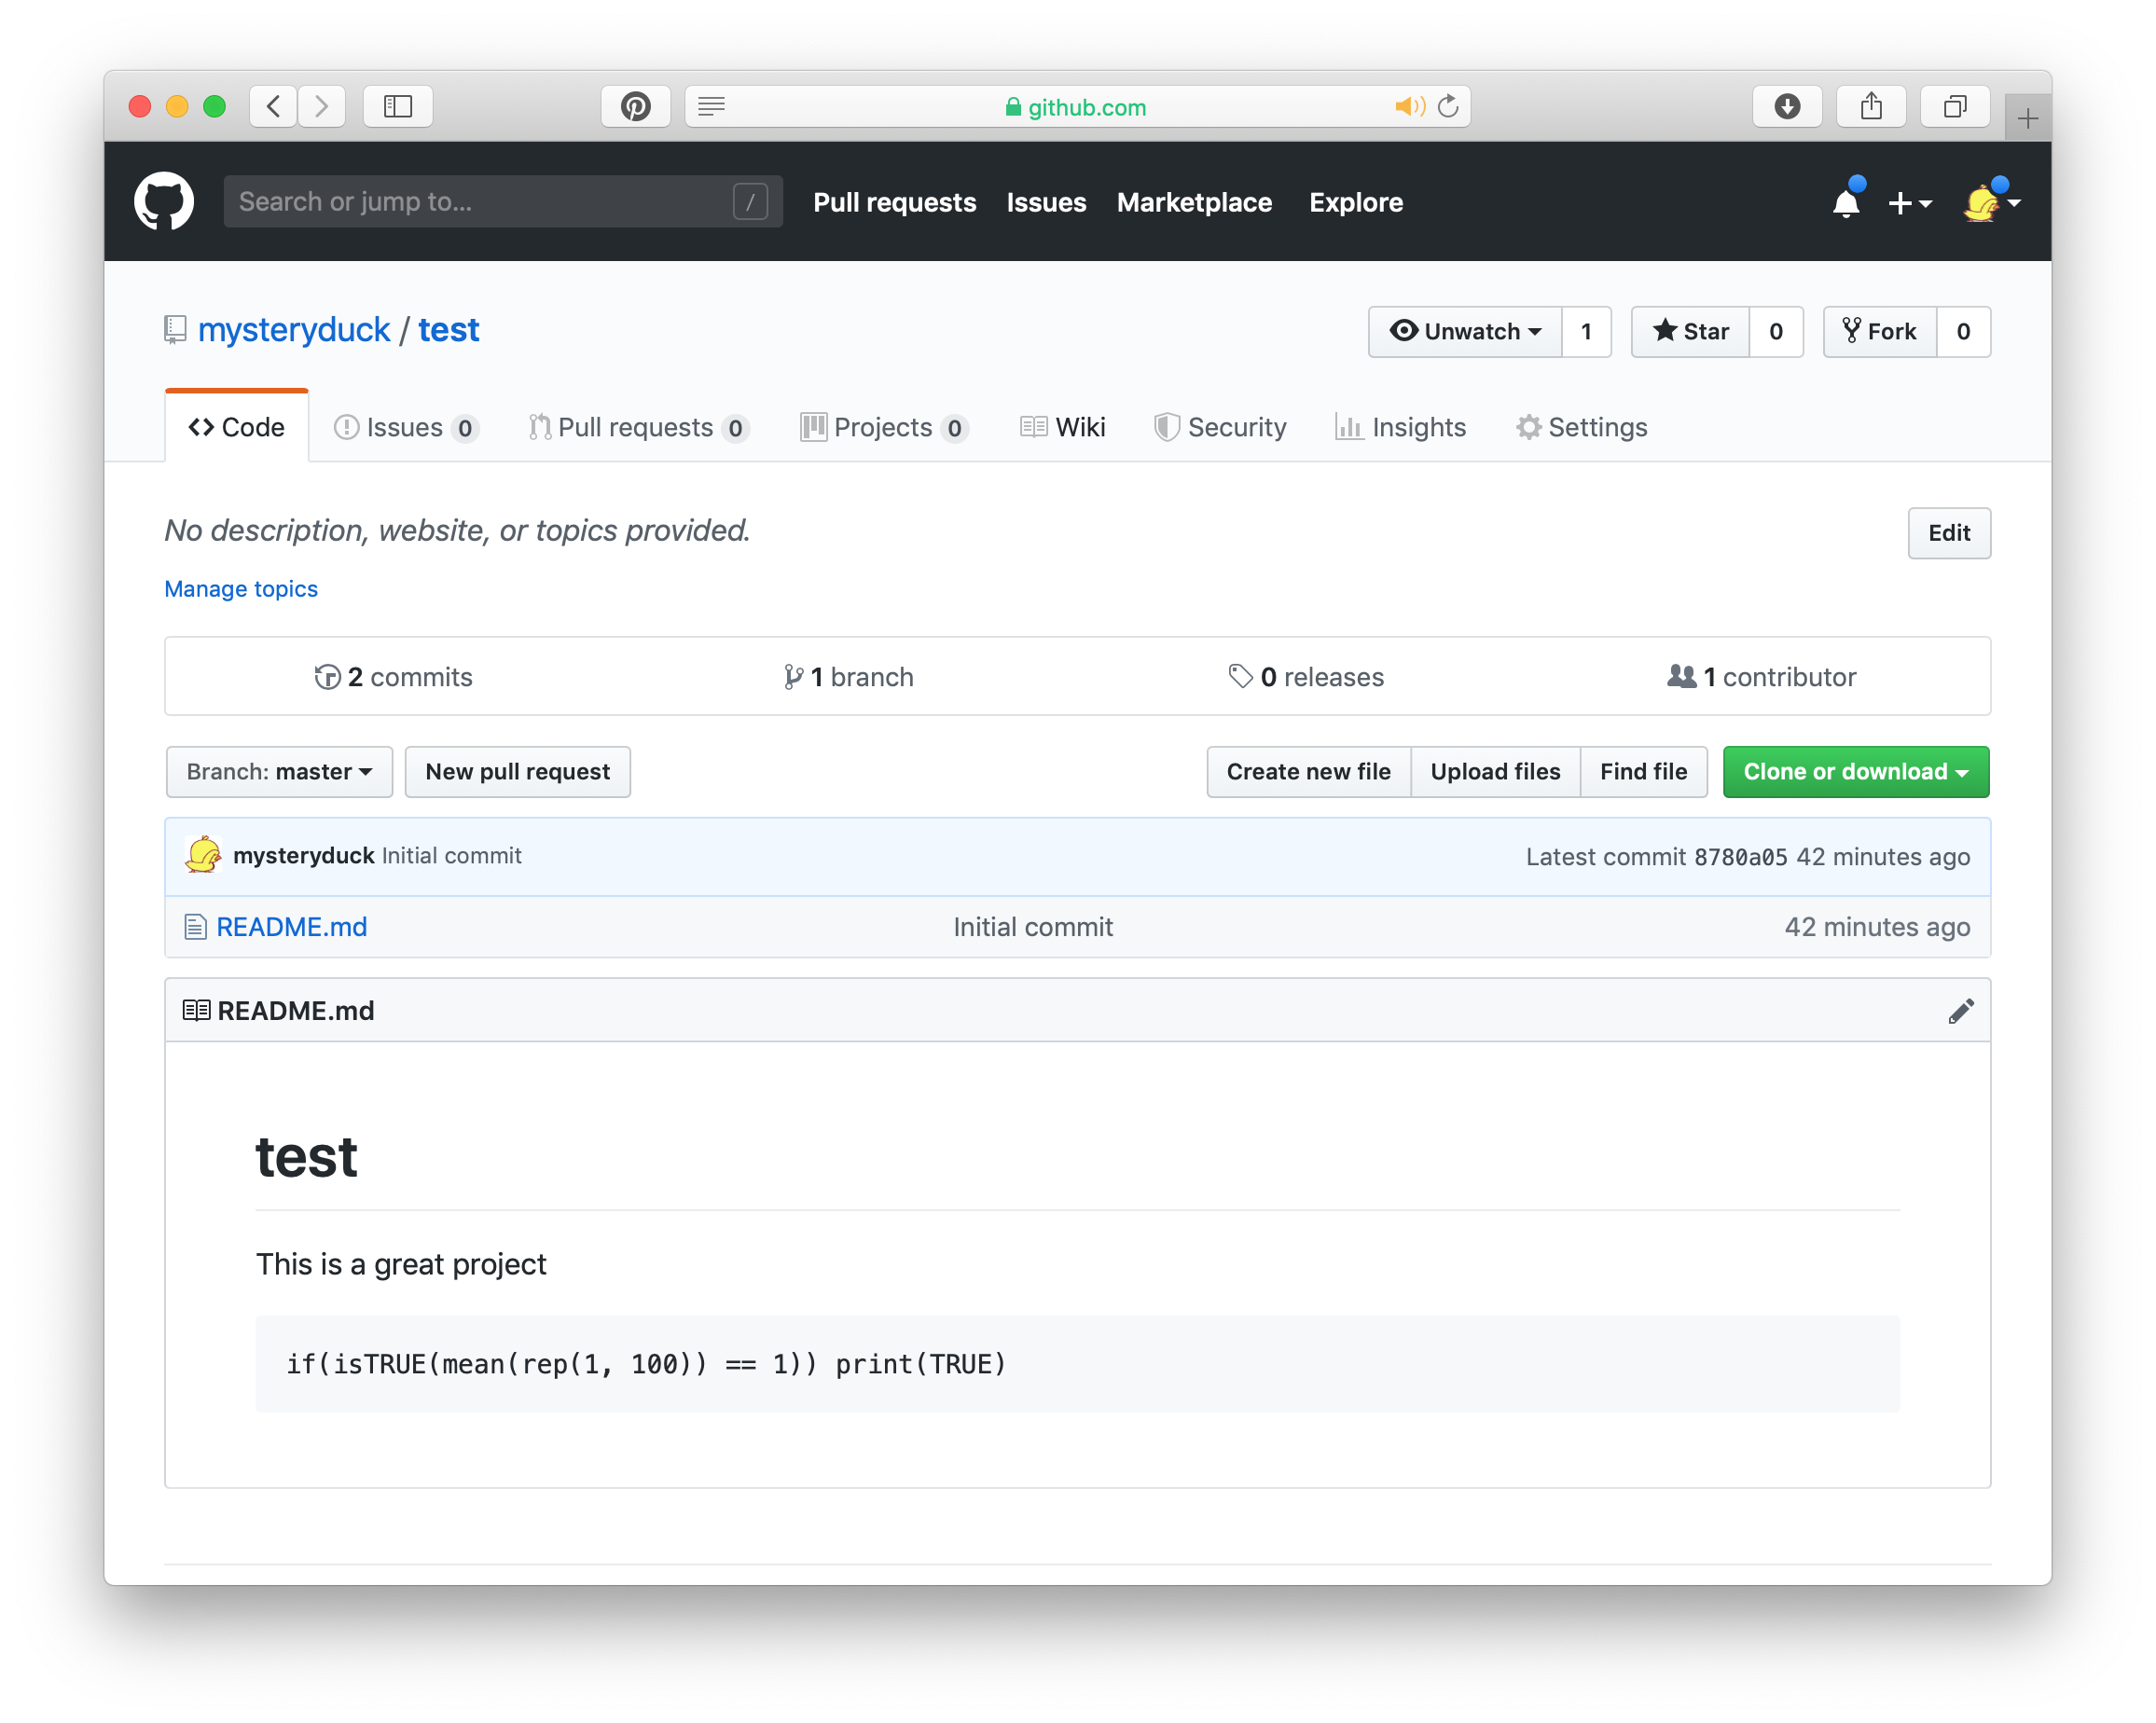 github.com
Search or jump to... /
Pull requests Issues Marketplace Explore
mysteryduck / test
Unwatch 1 Star 0 Fork 0
Code Issues 0 Pull requests 0 Projects 0 Wiki Security Insights Settings
No description, website, or topics provided.
Edit
Manage topics
2 commits 1 branch 0 releases 1 contributor
Branch: master New pull request Create new file Upload files Find file Clone or download
mysteryduck Initial commit Latest commit 8780a05 42 minutes ago
README.md Initial commit 42 minutes ago
README.md
test
This is a great project
if(isTRUE(mean(rep(1, 100)) == 1)) print(TRUE)